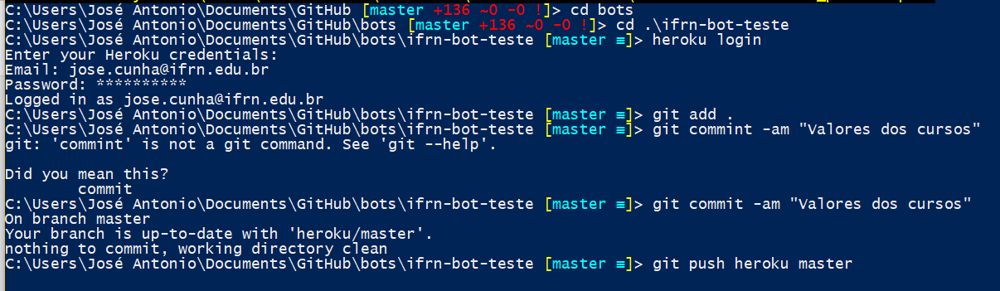 C:\Users\José Antonio\Documents\GitHub [master +136 ~0 -0 !]> cd bots
C:\Users\José Antonio\Documents\GitHub\bots [master +136 ~0 -0 !]> cd .\ifrn-bot-teste
C:\Users\José Antonio\Documents\GitHub\bots\ifrn-bot-teste [master ≡]> heroku login
Enter your Heroku credentials:
Email: jose.cunha@ifrn.edu.br
Password: **********
Logged in as jose.cunha@ifrn.edu.br
C:\Users\José Antonio\Documents\GitHub\bots\ifrn-bot-teste [master ≡]> git add .
C:\Users\José Antonio\Documents\GitHub\bots\ifrn-bot-teste [master ≡]> git commint -am "Valores dos cursos"
git: 'commint' is not a git command. See 'git --help'.
Did you mean this?
commit
C:\Users\José Antonio\Documents\GitHub\bots\ifrn-bot-teste [master ≡]> git commit -am "Valores dos cursos"
On branch master
Your branch is up-to-date with 'heroku/master'.
nothing to commit, working directory clean
C:\Users\José Antonio\Documents\GitHub\bots\ifrn-bot-teste [master ≡]> git push heroku master